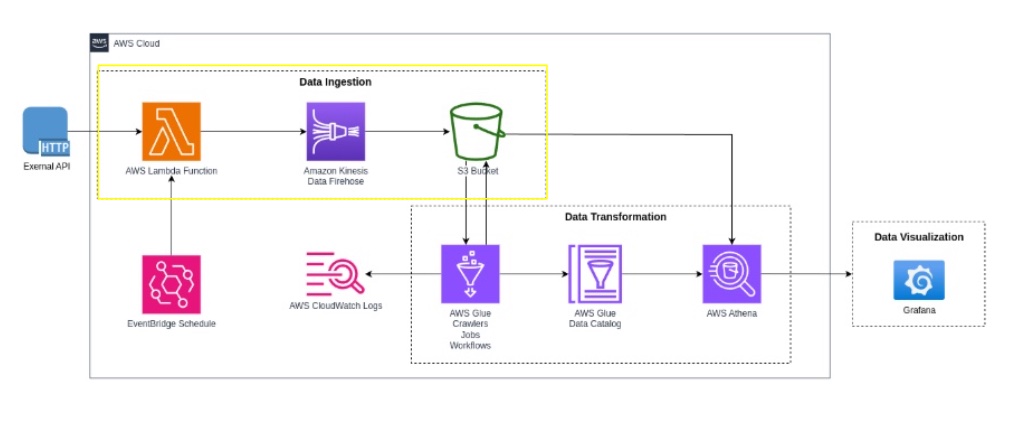 aws
AWS Cloud
Data Ingestion
HTTP
Exernal API
AWS Lambda Function
Amazon Kinesis
Data Firehose
S3 Bucket
Data Transformation
Data Visualization
EventBridge Schedule
AWS CloudWatch Logs
AWS Glue
Crawlers
Jobs
Workflows
AWS Glue
Data Catalog
AWS Athena
Grafana